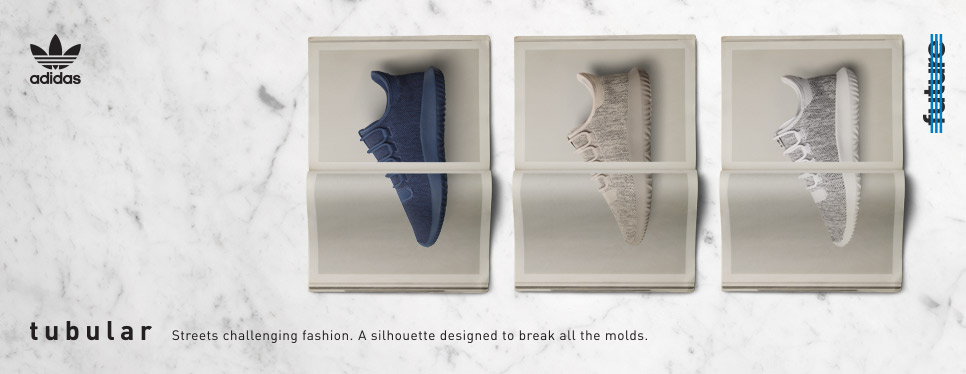 adidas
future
tubular Streets challenging fashion. A silhouette designed to break all the molds.